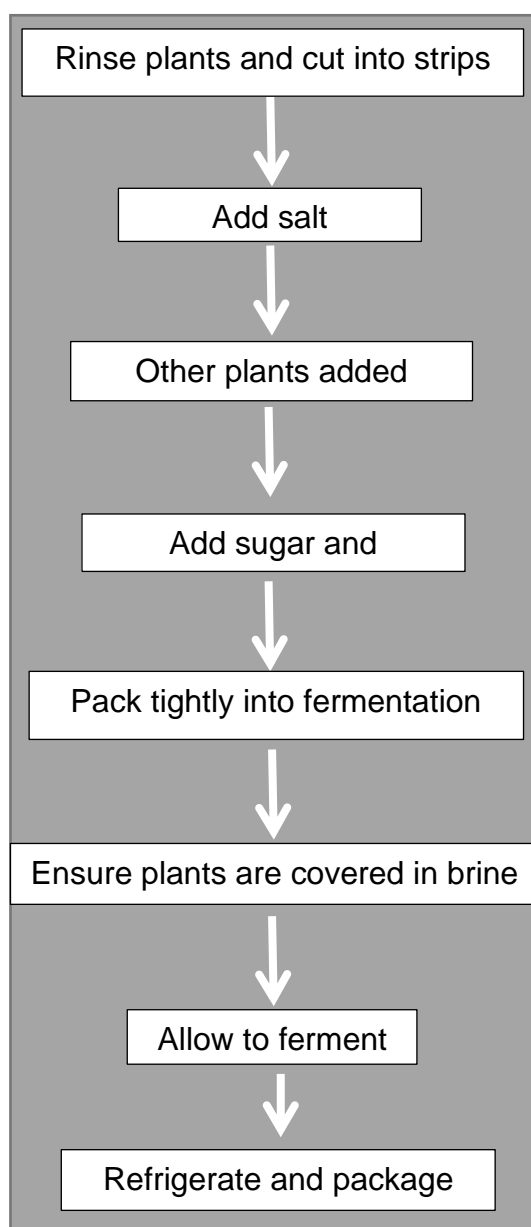 Rinse plants and cut into strips
Add salt
Other plants added
Add sugar and
Pack tightly into fermentation
Ensure plants are covered in brine
Allow to ferment
Refrigerate and package